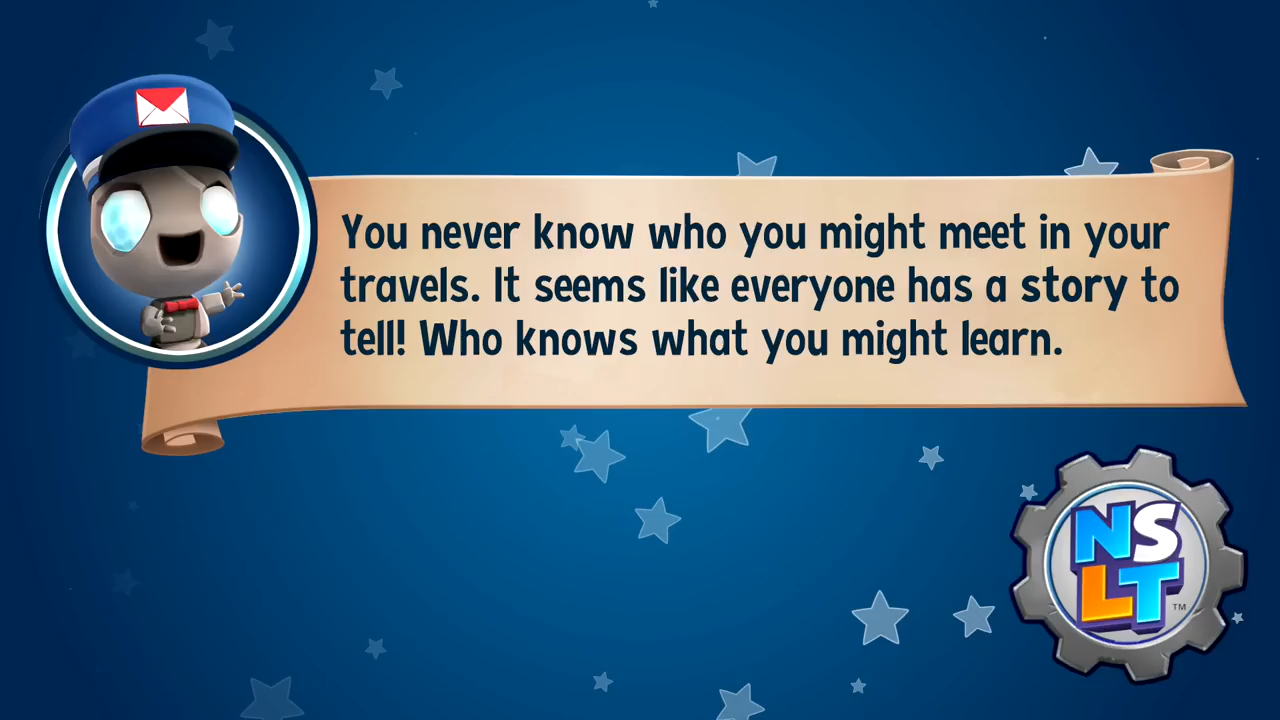 You never know who you might meet in your
travels. It seems like everyone has a story to
tell! Who knows what you might learn.
NS
LT
TM